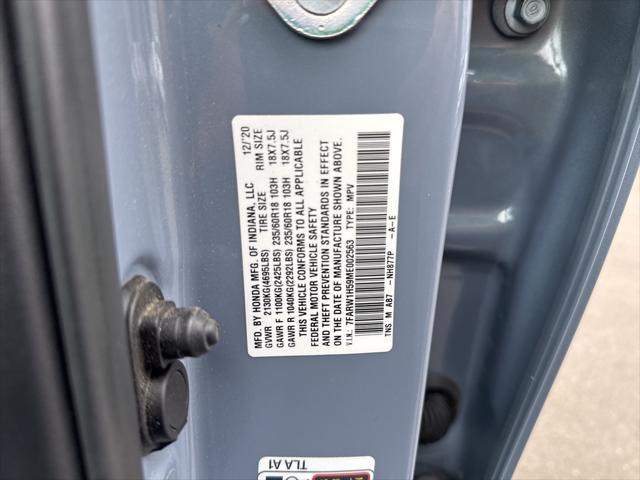 MFD. BY HONDA MFG. OF INDIANA, LLC 12/'20
TIRE SIZE RIM SIZE
GVWR 2130KG(4695LBS)
GAWR F 1100KG(2425LBS) 235/60R18 103H 18X7.5J
GAWR R 1040KG(2292LBS) 235/60R18 103H 18X7.5J
THIS VEHICLE CONFORMS TO ALL APPLICABLE
FEDERAL MOTOR VEHICLE SAFETY
AND THEFT PREVENTION STANDARDS IN EFFECT
ON THE DATE OF MANUFACTURE SHOWN ABOVE.
V.I.N.: 7FARW1H59ME002563 TYPE: MPV
TNS M A87 -NH877P -A-E
TLA A1